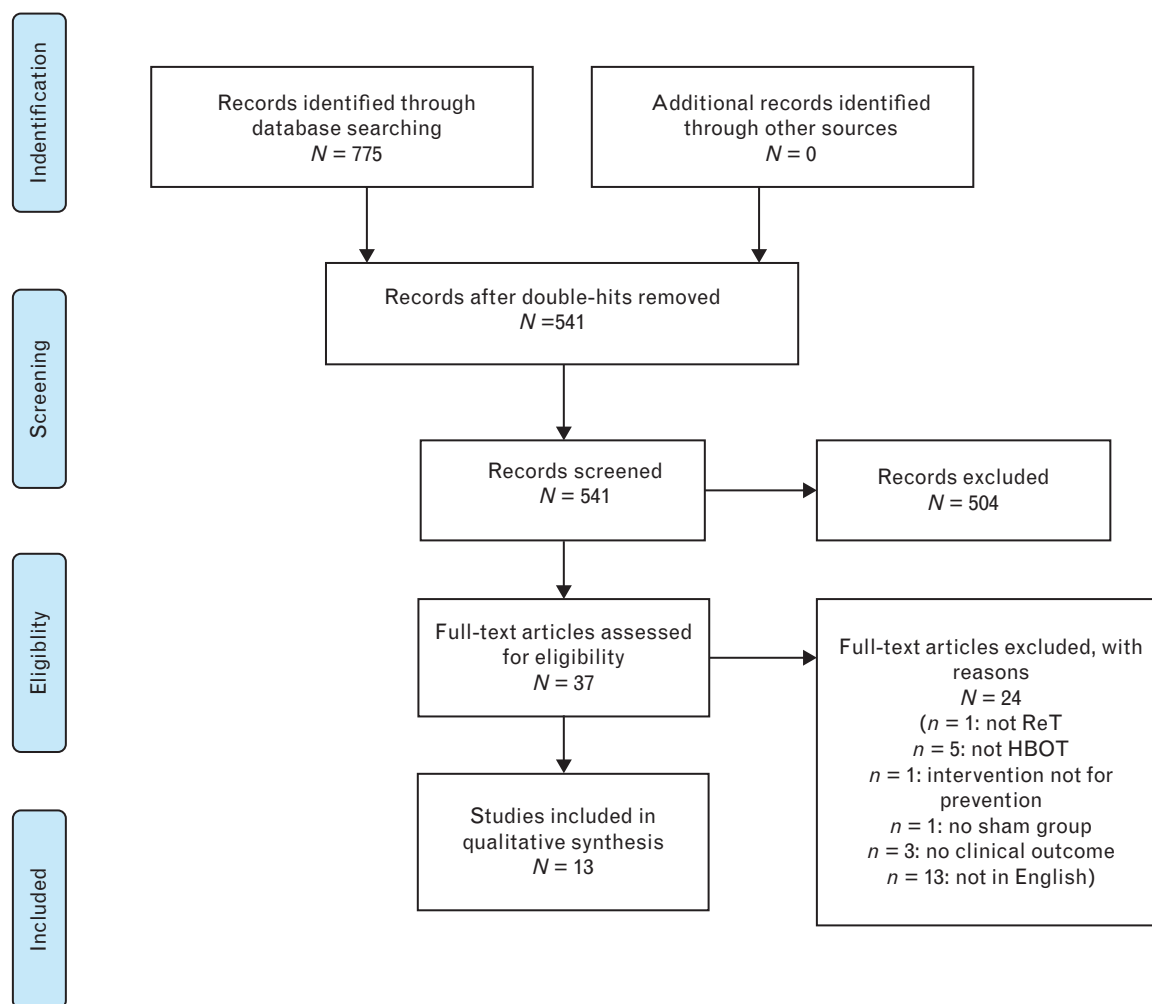 Indentification
Records identified through
database searching
N = 775
Additional records identified
through other sources
N = 0
Screening
Records after double-hits removed
N =541
Records screened
N = 541
Records excluded
N = 504
Eligiblity
Full-text articles assessed
for eligibility
N = 37
Full-text articles excluded, with
reasons
N = 24
(n = 1: not ReT
n = 5: not HBOT
n = 1: intervention not for
prevention
n = 1: no sham group
n = 3: no clinical outcome
n = 13: not in English)
Included
Studies included in
qualitative synthesis
N = 13